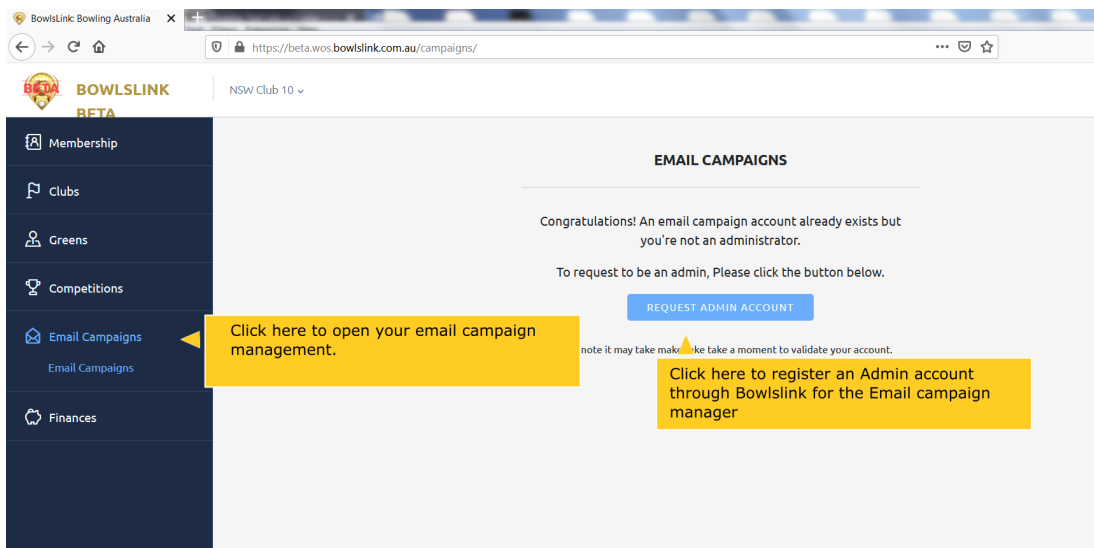 BowlsLink: Bowling Australia
https://beta.wos.bowlslink.com.au/campaigns/
BETA
BOWLSLINK
BETA
NSW Club 10
Membership
Clubs
Greens
Competitions
Email Campaigns
Email Campaigns
Finances
EMAIL CAMPAIGNS
Congratulations! An email campaign account already exists but
you're not an administrator.
To request to be an admin, Please click the button below.
REQUEST ADMIN ACCOUNT
note it may take make take a moment to validate your account.
Click here to open your email campaign
management.
Click here to register an Admin account
through Bowlslink for the Email campaign
manager